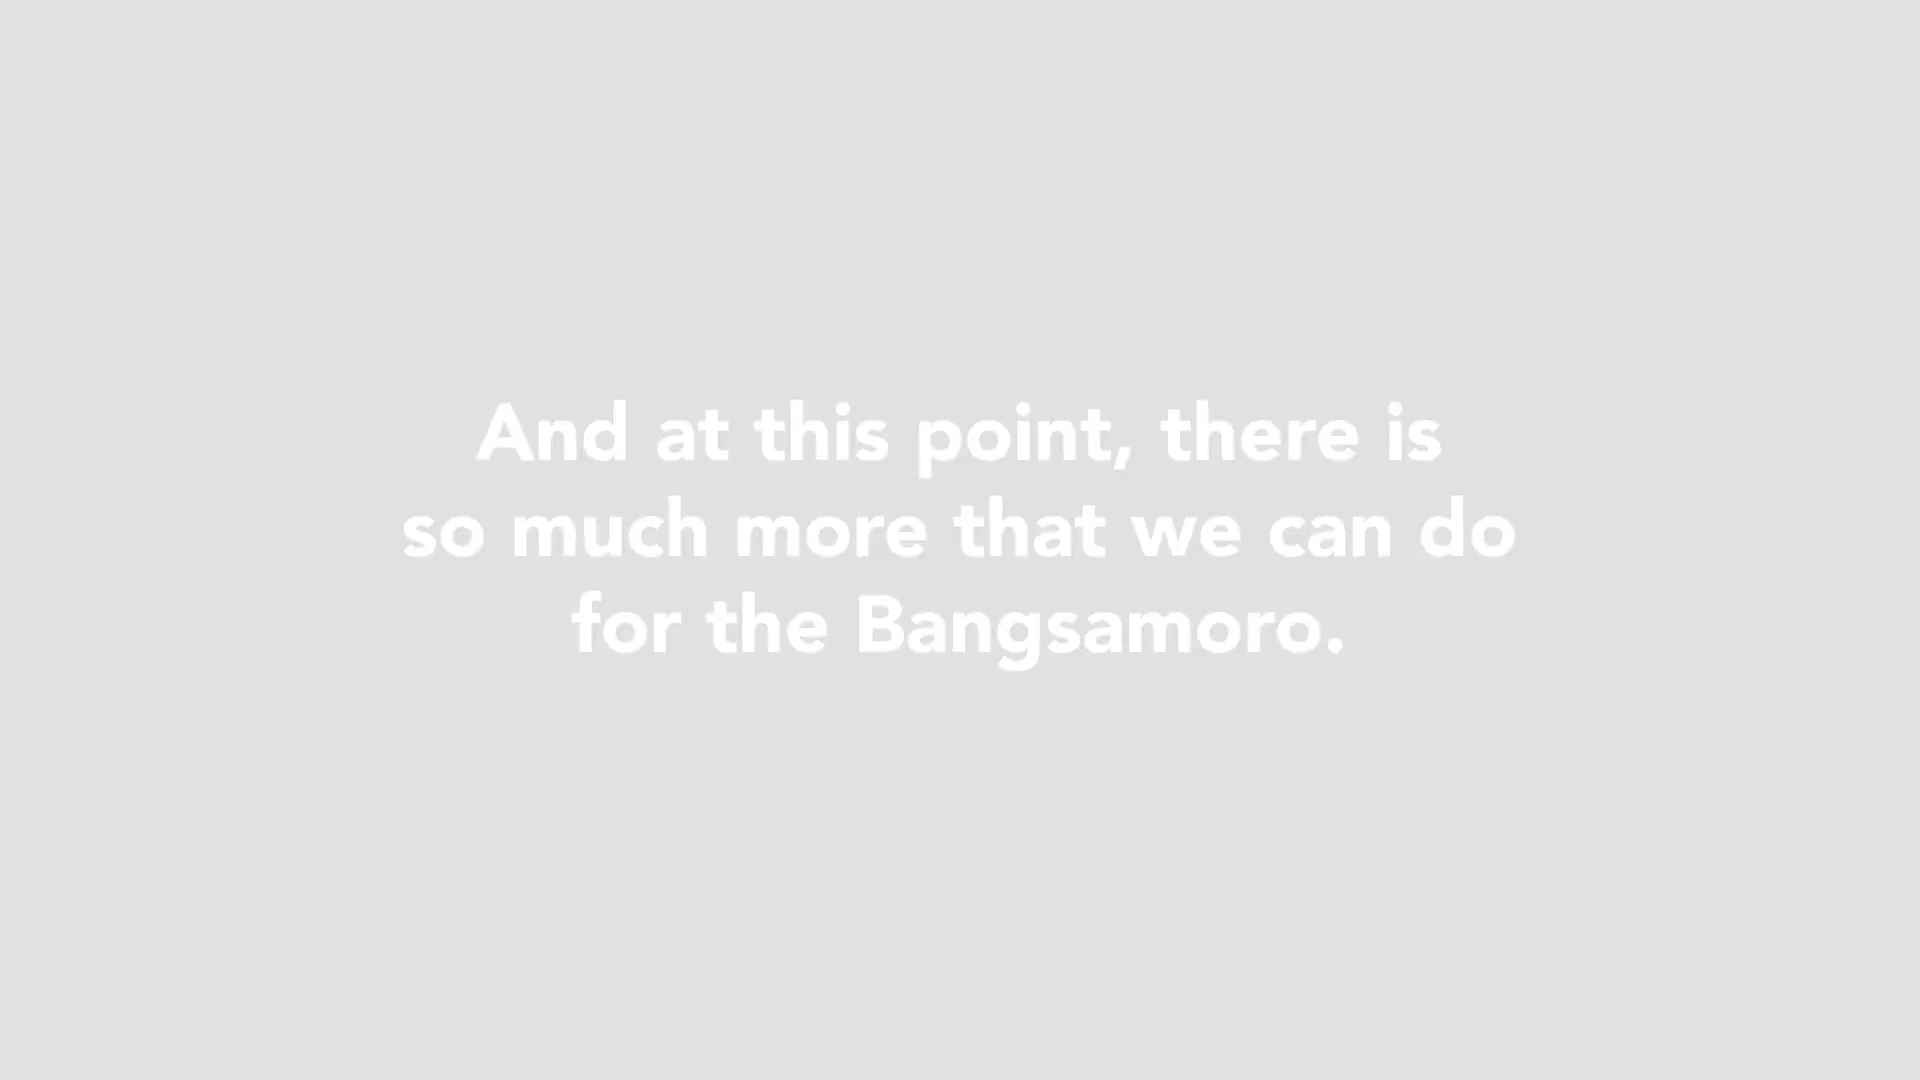 And at this point, there is
so much more that we can do
for the Bangsamoro.